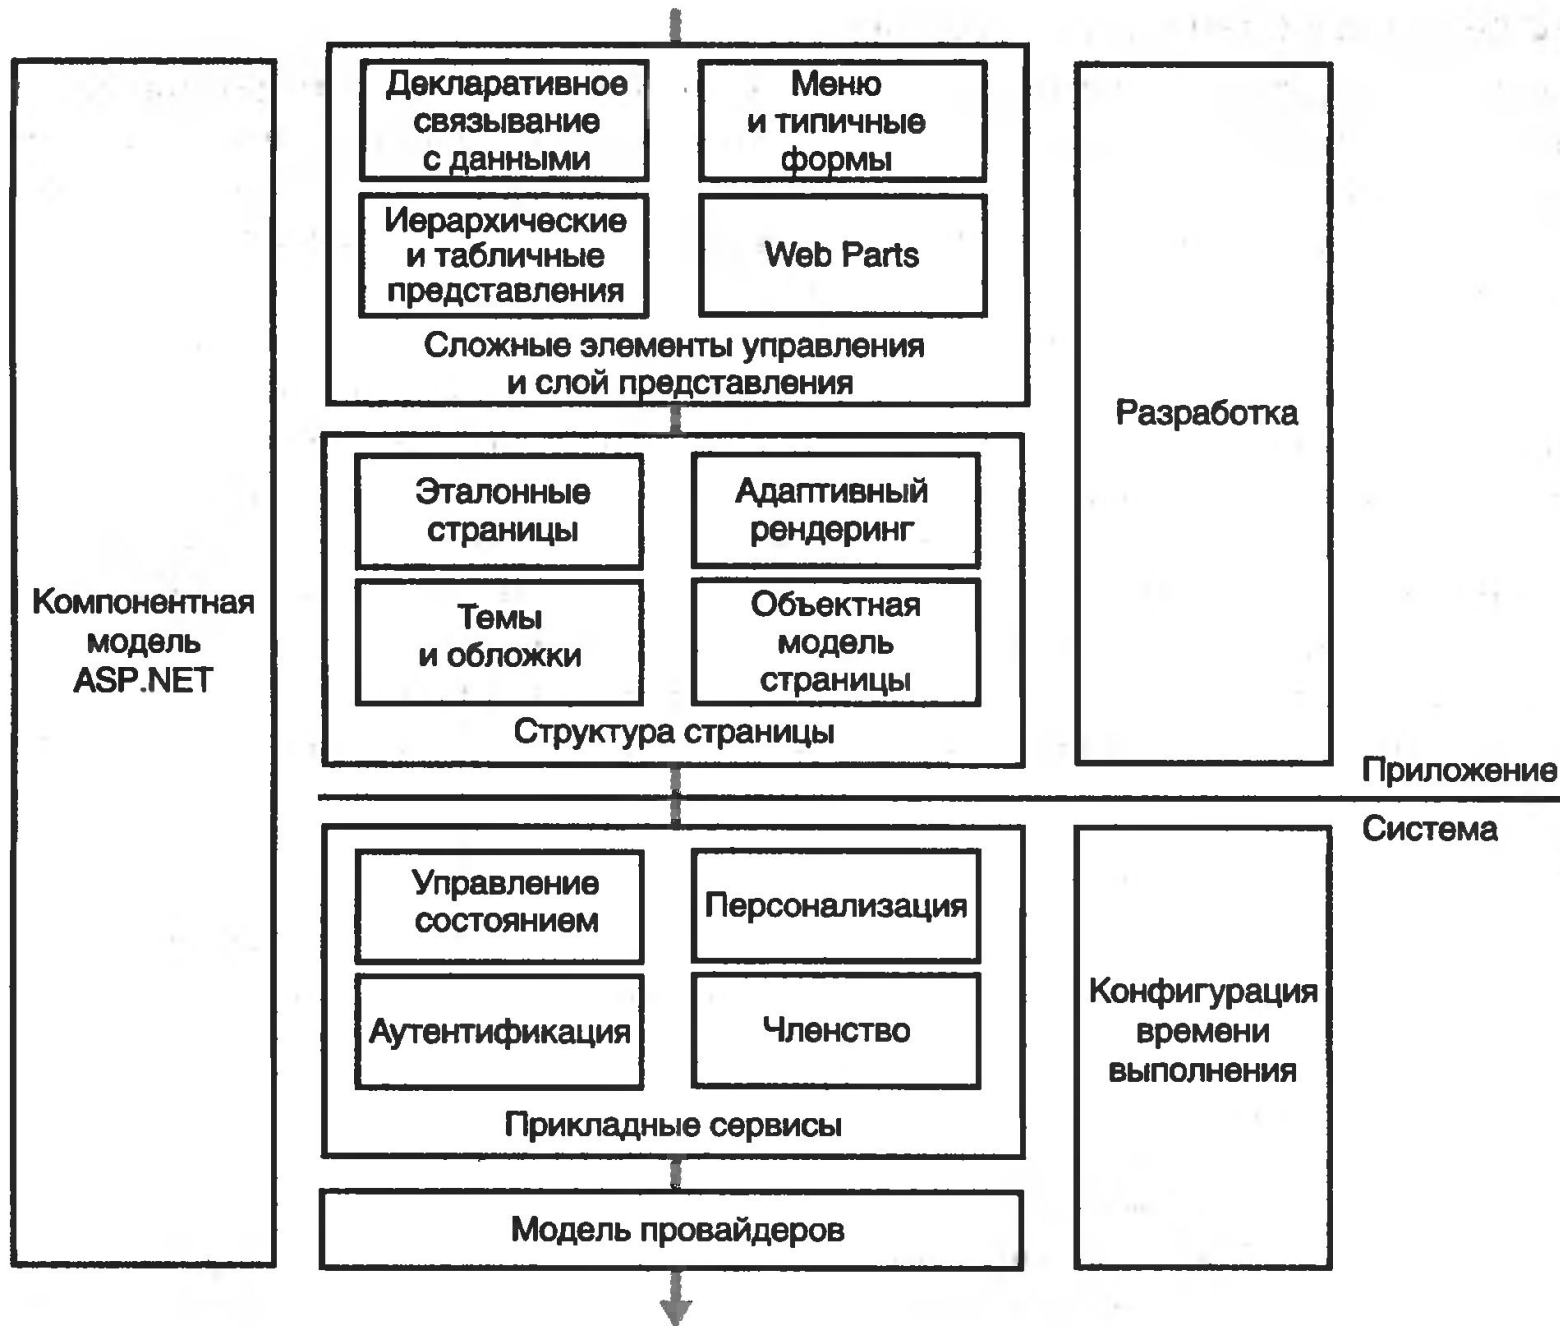 Декларативное
связывание
с данными
Меню
и типичные
формы
Иерархические
и табличные
представления
Web Parts
Сложные элементы управления
и слой представления
Эталонные
страницы
Адаптивный
рендеринг
Темы
и обложки
Объектная
модель
страницы
Структура страницы
Компонентная
модель
ASP.NET
Разработка
Приложение
Система
Управление
состоянием
Персонализация
Аутентификация
Членство
Прикладные сервисы
Конфигурация
времени
выполнения
Модель провайдеров